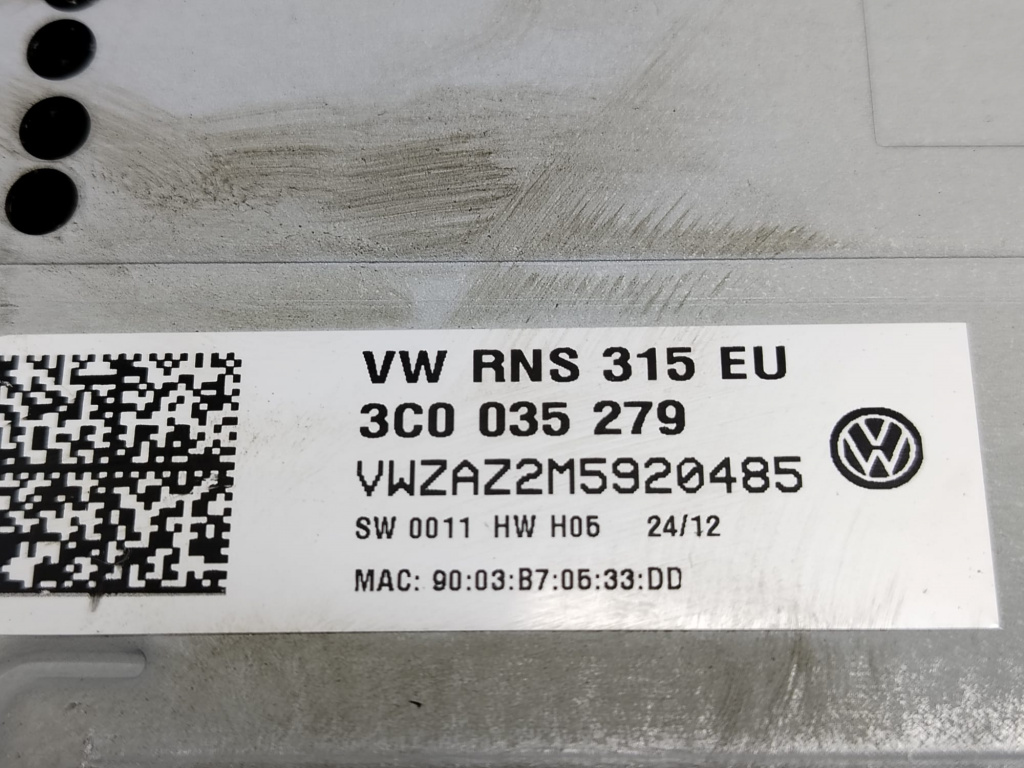 VW RNS 315 EU
3C0 035 279
VWZAZ2M5920485
SW 0011 HW H05 24/12
MAC: 90:03:B7:05:33:DD